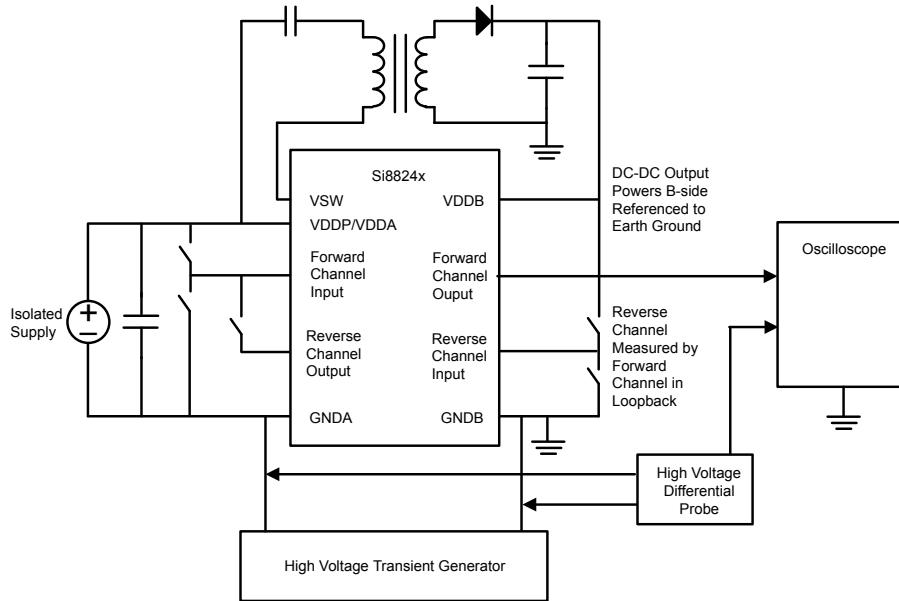 Si8824x
VSW
VDDP/VDDA
Forward
Channel
Input
Reverse
Channel
Output
GNDA
VDDB
Forward
Channel
Ouput
Reverse
Channel
Input
GNDB
Isolated
Supply
+
−
DC-DC Output
Powers B-side
Referenced to
Earth Ground
Reverse
Channel
Measured by
Forward
Channel in
Loopback
Oscilloscope
High Voltage
Differential
Probe
High Voltage Transient Generator